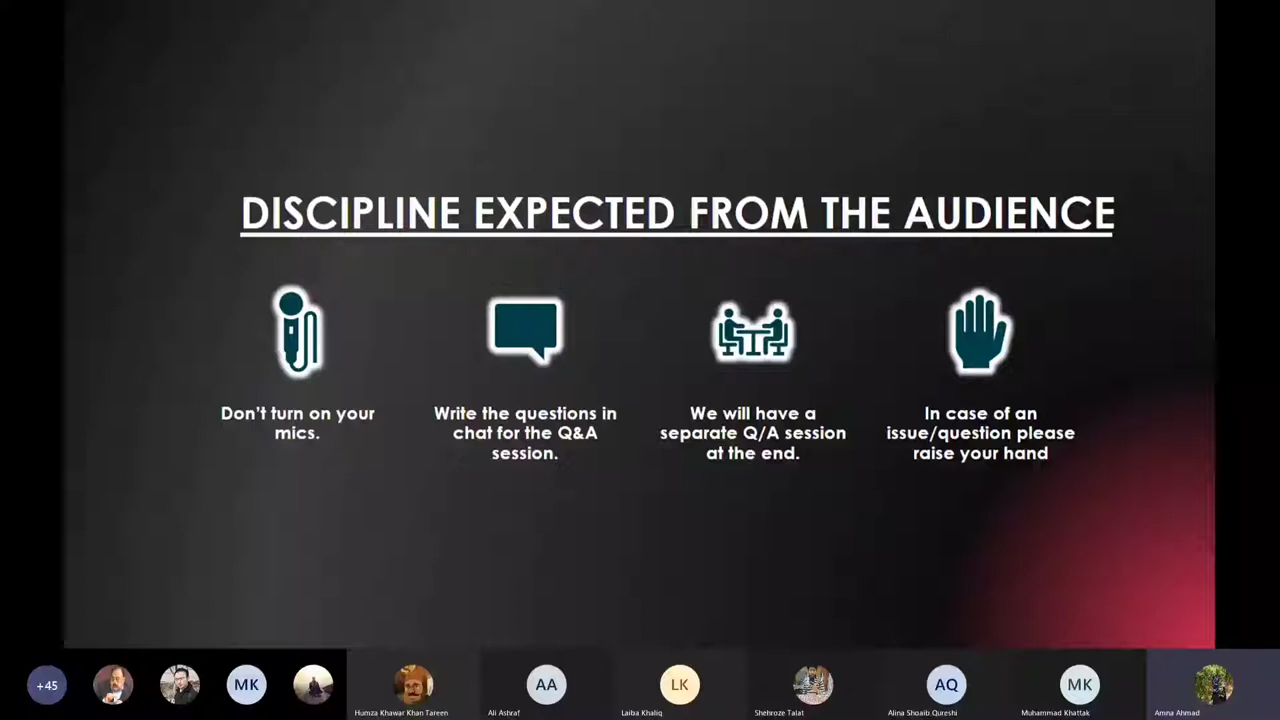 DISCIPLINE EXPECTED FROM THE AUDIENCE
Don't turn on your
mics.
Write the questions in
chat for the Q&A
session.
We will have a
separate Q/A session
at the end.
In case of an
issue/question please
raise your hand
+45
MK
AA
LK
AQ
MK
Humza Khawar Khan Tareen
Ali Ashraf
Laiba Khaliq
Shehroze Talat
Alina Shoaib Qureshi
Muhammad Khattak
Amna Ahmad